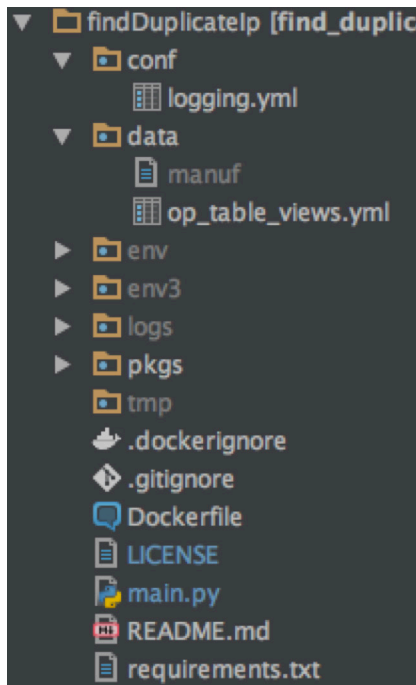 findDuplicateIp [find_duplic
conf
logging.yml
data
manuf
op_table_views.yml
env
env3
logs
pkgs
tmp
.dockerignore
.gitignore
Dockerfile
LICENSE
main.py
README.md
requirements.txt